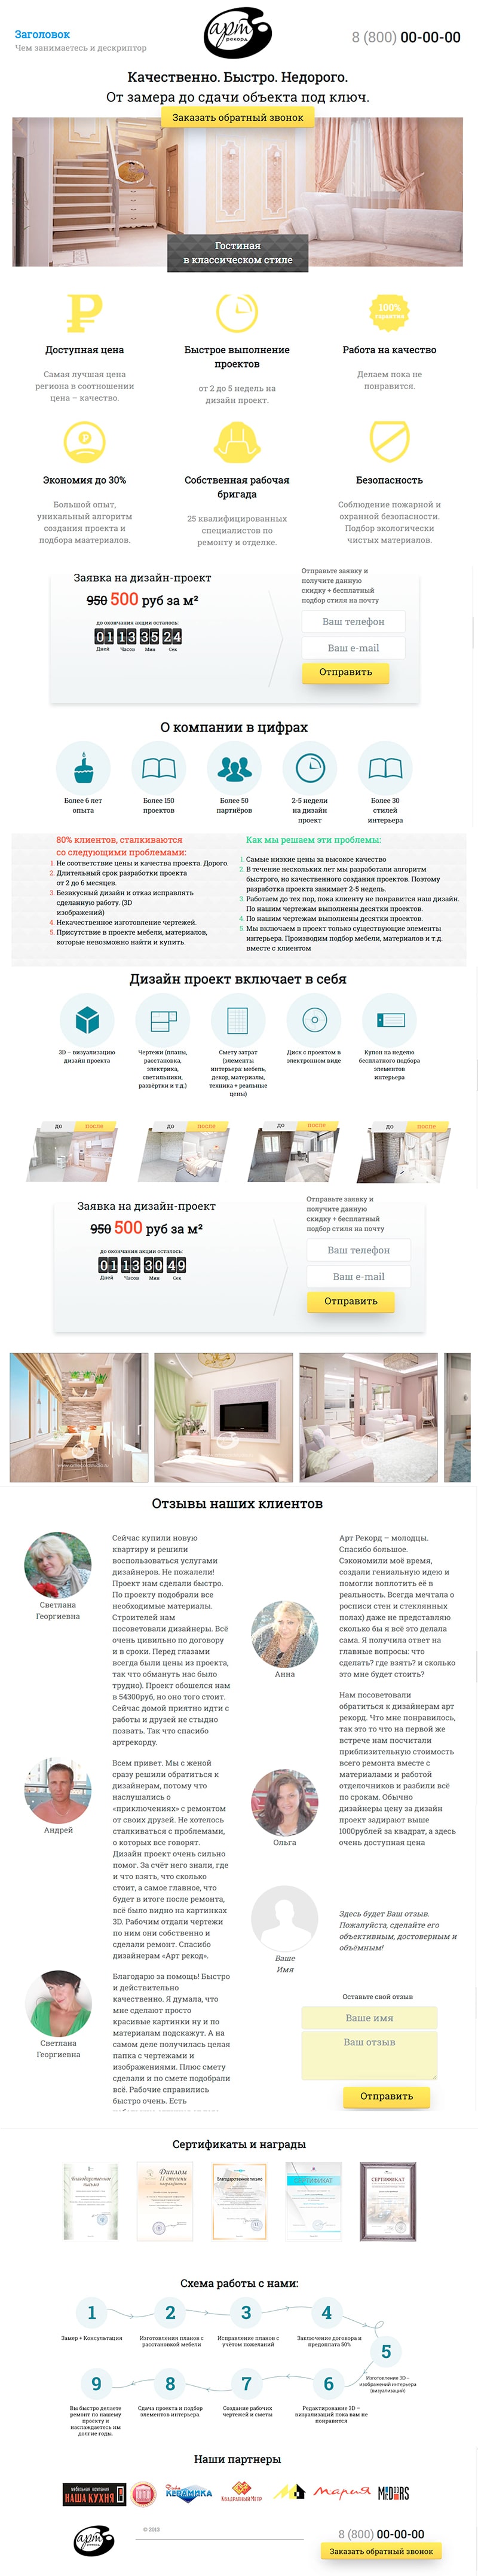 Заголовок
Чем занимаетесь и дескриптор
арт
рекорд
8 (800) 00-00-00
Качественно. Быстро. Недорого.
От замера до сдачи объекта под ключ.
Заказать обратный звонок
Гостиная
в классическом стиле
100%
гарантия
Доступная цена
Самая лучшая цена
региона в соотношении
цена – качество.
Быстрое выполнение
проектов
от 2 до 5 недель на
дизайн проект.
Работа на качество
Делаем пока не
понравится.
Экономия до 30%
Большой опыт,
уникальный алгоритм
создания проекта и
подбора маатериалов.
Собственная рабочая
бригада
25 квалифицированных
специалистов по
ремонту и отделке.
Безопасность
Соблюдение пожарной и
охранной безопасности.
Подбор экологически
чистых материалов.
Заявка на дизайн-проект
950 500 руб за м²
до окончания акции осталось:
01 13 35 24
Дней Часов Мин Сек
Отправьте заявку и
получите данную
скидку + бесплатный
подбор стиля на почту
Ваш телефон
Ваш e-mail
Отправить
О компании в цифрах
Более 6 лет
опыта
Более 150
проектов
Более 50
партнёров
2-5 недели
на дизайн
проект
Более 30
стилей
интерьера
80% клиентов, сталкиваются
со следующими проблемами:
1. Не соответствие цены и качества проекта. Дорого.
2. Длительный срок разработки проекта
от 2 до 6 месяцев.
3. Безвкусный дизайн и отказ исправлять
сделанную работу. (3D
изображений)
4. Некачественное изготовление чертежей.
5. Присутствие в проекте мебели, материалов,
которые невозможно найти и купить.
Как мы решаем эти проблемы:
1. Самые низкие цены за высокое качество
2. В течение нескольких лет мы разработали алгоритм
быстрого, но качественного создания проектов. Поэтому
разработка проекта занимает 2-5 недель.
3. Работаем до тех пор, пока клиенту не понравится наш дизайн.
По нашим чертежам выполнены десятки проектов.
4. По нашим чертежам выполнены десятки проектов.
5. Мы включаем в проект только существующие элементы
интерьера. Производим подбор мебели, материалов и т.д.
вместе с клиентом
Дизайн проект включает в себя
3D – визуализацию
дизайн проекта
Чертежи (планы,
расстановка,
электрика,
светильники,
развёртки и т.д.)
Смету затрат
(элементы
интерьера: мебель,
декор, материалы,
техника + реальные
цены)
Диск с проектом в
электронном виде
Купон на неделю
бесплатного подбора
элементов
интерьера
до после
до после
до после
до после
Заявка на дизайн-проект
950 500 руб за м²
до окончания акции осталось:
01 13 30 49
Дней Часов Мин Сек
Отправьте заявку и
получите данную
скидку + бесплатный
подбор стиля на почту
Ваш телефон
Ваш e-mail
Отправить
Отзывы наших клиентов
Светлана
Георгиевна
Сейчас купили новую
квартиру и решили
воспользоваться услугами
дизайнеров. Не пожалели!
Проект нам сделали быстро.
По проекту подобрали все
необходимые материалы.
Строителей нам
посоветовали дизайнеры. Всё
очень цивильно по договору
и в сроки. Перед глазами
всегда были цены из проекта,
так что обмануть нас было
трудно). Проект обошелся нам
в 54300руб, но оно того стоит.
Сейчас домой приятно идти с
работы и друзей не стыдно
позвать. Так что спасибо
артрекорду.
Андрей
Всем привет. Мы с женой
сразу решили обратиться к
дизайнерам, потому что
наслушались о
«приключениях» с ремонтом
от своих друзей. Не хотелось
сталкиваться с проблемами,
о которых все говорят.
Дизайн проект очень сильно
помог. За счёт него знали, где
и что взять, что сколько
стоит, а самое главное, что
будет в итоге после ремонта,
всё было видно на картинках
3D. Рабочим отдали чертежи
по ним они собственно и
сделали ремонт. Спасибо
дизайнерам «Арт рекод».
Светлана
Георгиевна
Благодарю за помощь! Быстро
и действительно
качественно. Я думала, что
мне сделают просто
красивые картинки ну и по
материалам подскажут. А на
самом деле получилась целая
папка с чертежами и
изображениями. Плюс смету
сделали и по смете подобрали
всё. Рабочие справились
быстро очень. Есть
Анна
Арт Рекорд – молодцы.
Спасибо большое.
Сэкономили моё время,
создали гениальную идею и
помогли воплотить её в
реальность. Всегда мечтала о
росписи стен и стеклянных
полах) даже не представляю
сколько бы я всё это делала
сама. Я получила ответ на
главные вопросы: что
сделать? где взять? и сколько
это мне будет стоить?
Ольга
Нам посоветовали
обратиться к дизайнерам арт
рекорд. Что мне понравилось,
так это то что на первой же
встрече нам посчитали
приблизительную стоимость
всего ремонта вместе с
материалами и работой
отделочников и разбили всё
по срокам. Обычно
дизайнеры цену за дизайн
проект задирают выше
1000рублей за квадрат, а здесь
очень доступная цена
Ваше
Имя
Здесь будет Ваш отзыв.
Пожалуйста, сделайте его
объективным, достоверным и
объёмным!
Оставьте свой отзыв
Ваше имя
Ваш отзыв
Отправить
Сертификаты и награды
Благодарственное
письмо
Диплом
II степени
награждается
Благодарственное письмо
СЕРТИФИКАТ
СЕРТИФИКАТ
Схема работы с нами:
1
Замер + Консультация
2
Изготовления планов с
расстановкой мебели
3
Исправление планов с
учётом пожеланий
4
Заключение договора и
предоплата 50%
5
Изготовление 3D –
изображений интерьера
(визуализаций)
6
Редактирование 3D –
визуализаций пока вам не
понравится
7
Создание рабочих
чертежей и сметы
8
Сдача проекта и подбор
элементов интерьера.
9
Вы быстро делаете
ремонт по вашему
проекту и
наслаждаетесь им
долгие годы.
Наши партнеры
мебельная компания
НАША КУХНЯ
КЕРАМИКА
КВАДРАТНЫЙ МЕТР
Мария
арт
рекорд
© 2013
8 (800) 00-00-00
Заказать обратный звонок